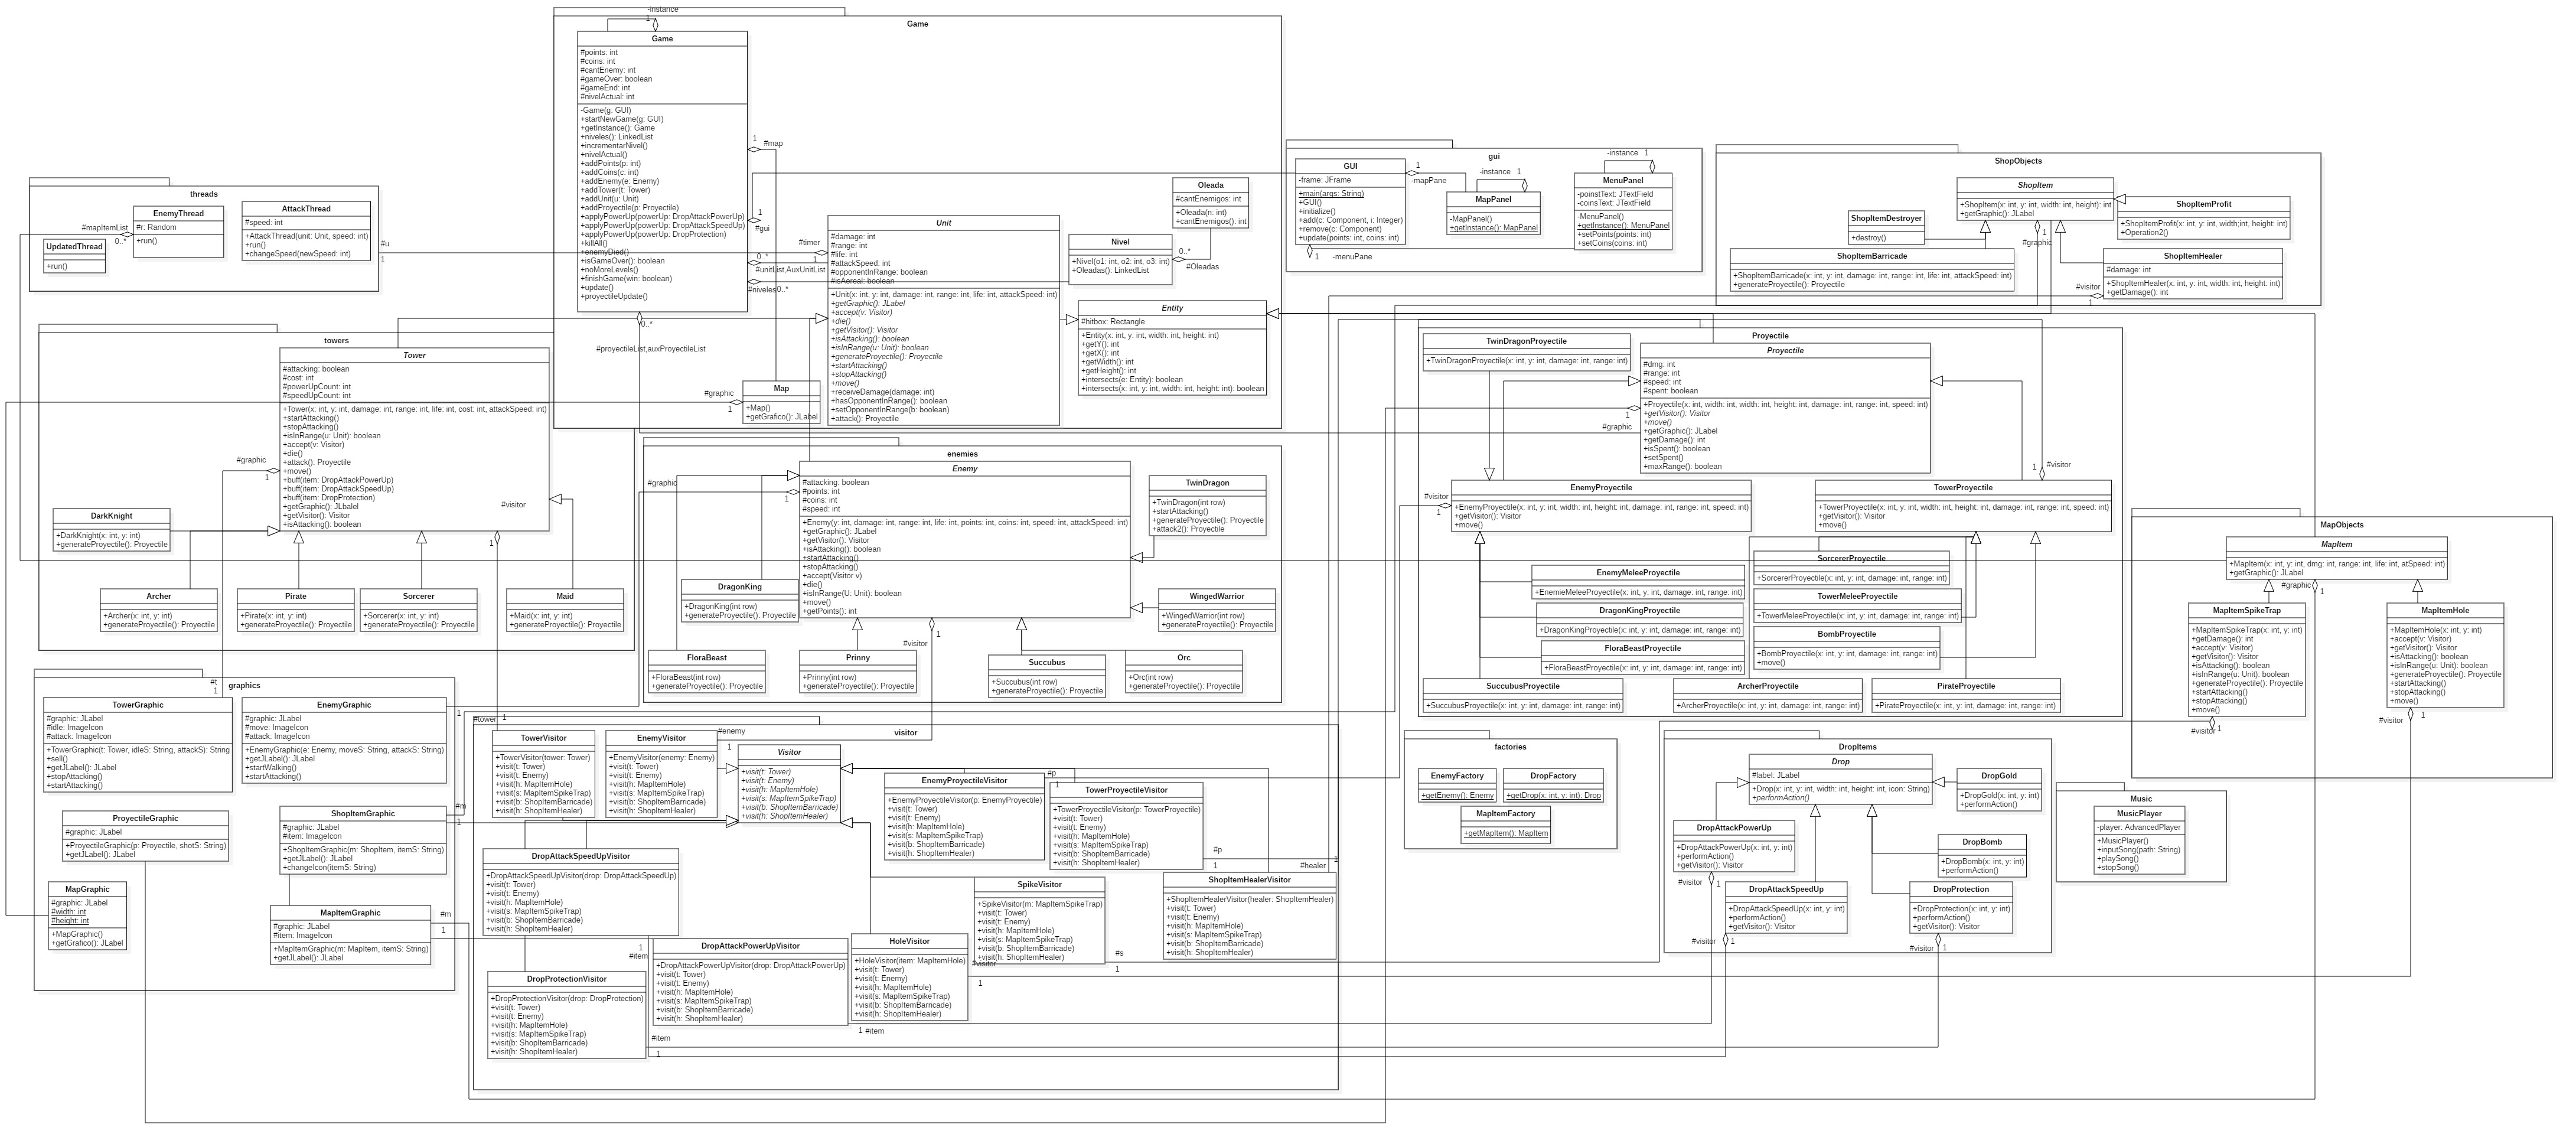 Game
-instance
1
Game
#points: int
#coins: int
#cantEnemy: int
#gameOver: boolean
#gameEnd: int
#nivelActual: int
-Game(g: GUI)
+startNewGame(g: GUI)
+getInstance(): Game
+niveles(): LinkedList
+incrementarNivel()
+nivelActual()
+addPoints(p: int)
+addCoins(c: int)
+addEnemy(e: Enemy)
+addTower(t: Tower)
+addUnit(u: Unit)
+addProyectile(p: Proyectile)
+applyPowerUp(powerUp: DropAttackPowerUp)
+applyPowerUp(powerup: DropAttackSpeedUp)
+applyPowerUp(powerup: DropProtection)
+killAll()
+enemyDied()
+isGameOver(): boolean
+noMoreLevels()
+finishGame(win: boolean)
+update()
+proyectileUpdate()
1
#map
1
#gui
#timer
1
0..*
#unitList,AuxUnitList
#niveles
0..*
0..*
#proyectileList,auxProyectileList
Unit
#damage: int
#range: int
#life: int
#attackSpeed: int
#opponentInRange: boolean
#isAereal: boolean
+Unit(x: int, y: int, damage: int, range: int, life: int, attackSpeed: int)
+getGraphic(): JLabel
+accept(v: Visitor)
+die()
+getVisitor(): Visitor
+isAttacking(): boolean
+isInRange(u: Unit): boolean
+generateProyectile(): Proyectile
+startAttacking()
+stopAttacking()
+move()
+receiveDamage(damage: int)
+hasOpponentInRange(): boolean
+setOpponentInRange(b: boolean)
+attack(): Proyectile
Oleada
#cantEnemigos: int
+Oleada(n: int)
+cantEnemigos(): int
Nivel
+Nivel(o1: int, o2: int, o3: int)
+Oleadas(): LinkedList
0..*
#Oleadas
Entity
#hitbox: Rectangle
+Entity(x: int, y: int, width: int, height: int)
+getY(): int
+getX(): int
+getWidth(): int
+getHeight(): int
+intersects(e: Entity): boolean
+intersects(x: int, y: int, width: int, height: int): boolean
Map
+Map()
+getGrafico(): JLabel
#graphic
1
threads
#mapItemList
0..*
EnemyThread
#r: Random
+run()
UpdatedThread
+run()
AttackThread
#speed: int
+AttackThread(unit: Unit, speed: int)
+run()
+changeSpeed(newSpeed: int)
#u
1
gui
GUI
-frame: JFrame
+main(args: String)
+GUI()
+initialize()
+add(c: Component, i: Integer)
+remove(c: Component)
+update(points: int, coins: int)
1
-mapPane
1
-menuPane
-instance
1
MapPanel
-MapPanel()
+getInstance(): MapPanel
-instance
1
MenuPanel
-poinstText: JTextField
-coinsText: JTextField
-MenuPanel()
+getInstance(): MenuPanel
+setPoints(points: int)
+setCoins(coins: int)
ShopObjects
ShopItem
+ShopItem(x: int, y: int, width: int, height): int
+getGraphic(): JLabel
ShopItemProfit
+ShopItemProfit(x: int, y: int, width;int, height: int)
+Operation2()
ShopItemDestroyer
+destroy()
1
#graphic
ShopItemBarricade
+ShopItemBarricade(x: int, y: int, damage: int, range: int, life: int, attackSpeed: int)
+generateProyectile(): Proyectile
ShopItemHealer
#damage: int
+ShopItemHealer(x: int, y: int, width: int, height: int)
+getDamage(): int
#visitor
1
towers
Tower
#attacking: boolean
#cost: int
#powerUpCount: int
#speedUpCount: int
+Tower(x: int, y: int, damage: int, range: int, life: int, cost: int, attackSpeed: int)
+startAttacking()
+stopAttacking()
+isInRange(u: Unit): boolean
+accept(v: Visitor)
+die()
+attack(): Proyectile
+move()
+buff(item: DropAttackPowerUp)
+buff(item: DropAttackSpeedUp)
+buff(item: DropProtection)
+getGraphic(): JLbalel
+getVisitor(): Visitor
+isAttacking(): boolean
#graphic
1
#visitor
1
DarkKnight
+DarkKnight(x: int, y: int)
+generateProyectile(): Proyectile
Archer
+Archer(x: int, y: int)
+generateProyectile(): Proyectile
Pirate
+Pirate(x: int, y: int)
+generateProyectile(): Proyectile
Sorcerer
+Sorcerer(x: int, y: int)
+generateProyectile(): Proyectile
Maid
+Maid(x: int, y: int)
+generateProyectile(): Proyectile
enemies
Enemy
#attacking: boolean
#points: int
#coins: int
#speed: int
+Enemy(y: int, damage: int, range: int, life: int, points: int, coins: int, speed: int, attackSpeed: int)
+getGraphic(): JLabel
+getVisitor(): Visitor
+isAttacking(): boolean
+startAttacking()
+stopAttacking()
+accept(Visitor v)
+die()
+isInRange(U: Unit): boolean
+move()
+getPoints(): int
#graphic
1
#visitor
1
TwinDragon
+TwinDragon(int row)
+startAttacking()
+generateProyectile(): Proyectile
+attack2(): Proyectile
DragonKing
+DragonKing(int row)
+generateProyectile(): Proyectile
WingedWarrior
+WingedWarrior(int row)
+generateProyectile(): Proyectile
FloraBeast
+FloraBeast(int row)
+generateProyectile(): Proyectile
Prinny
+Prinny(int row)
+generateProyectile(): Proyectile
Succubus
+Succubus(int row)
+generateProyectile(): Proyectile
Orc
+Orc(int row)
+generateProyectile(): Proyectile
Proyectile
TwinDragonProyectile
+TwinDragonProyectile(x: int, y: int, damage: int, range: int)
Proyectile
#dmg: int
#range: int
#speed: int
#spent: boolean
+Proyectile(x: int, width: int, width: int, height: int, damage: int, range: int, speed: int)
+getVisitor(): Visitor
+move()
+getGraphic(): JLabel
+getDamage(): int
+isSpent(): boolean
+setSpent()
+maxRange(): boolean
1
#graphic
#visitor
1
1
#visitor
EnemyProyectile
+EnemyProyectile(x: int, y: int, width: int, height: int, damage: int, range: int, speed: int)
+getVisitor(): Visitor
+move()
TowerProyectile
+TowerProyectile(x: int, y: int, width: int, height: int, damage: int, range: int, speed: int)
+getVisitor(): Visitor
+move()
EnemyMeleeProyectile
+EnemieMeleeProyectile(x: int, y: int, damage: int, range: int)
DragonKingProyectile
+DragonKingProyectile(x: int, y: int, damage: int, range: int)
FloraBeastProyectile
+FloraBeastProyectile(x: int, y: int, damage: int, range: int)
SuccubusProyectile
+SuccubusProyectile(x: int, y: int, damage: int, range: int)
SorcererProyectile
+SorcererProyectile(x: int, y: int, damage: int, range: int)
TowerMeleeProyectile
+TowerMeleeProyectile(x: int, y: int, damage: int, range: int)
BombProyectile
+BombProyectile(x: int, y: int, damage: int, range: int)
+move()
ArcherProyectile
+ArcherProyectile(x: int, y: int, damage: int, range: int)
PirateProyectile
+PirateProyectile(x: int, y: int, damage: int, range: int)
MapObjects
MapItem
+MapItem(x: int, y: int, dmg: int, range: int, life: int, atSpeed: int)
+getGraphic(): JLabel
#graphic
1
MapItemSpikeTrap
+MapItemSpikeTrap(x: int, y: int)
+getDamage(): int
+accept(v: Visitor)
+getVisitor(): Visitor
+isAttacking(): boolean
+isInRange(u: Unit): boolean
+generateProyectile(): Proyectile
+startAttacking()
+stopAttacking()
+move()
#visitor
1
MapItemHole
+MapItemHole(x: int, y: int)
+accept(v: Visitor)
+getVisitor(): Visitor
+isAttacking(): boolean
+isInRange(u: Unit): boolean
+generateProyectile(): Proyectile
+startAttacking()
+stopAttacking()
+move()
#visitor
1
graphics
#t
1
TowerGraphic
#graphic: JLabel
#idle: ImageIcon
#attack: ImageIcon
+TowerGraphic(t: Tower, idleS: String, attackS): String
+sell()
+getJLabel(): JLabel
+stopAttacking()
+startAttacking()
EnemyGraphic
#graphic: JLabel
#move: ImageIcon
#attack: ImageIcon
+EnemyGraphic(e: Enemy, moveS: String, attackS: String)
+getJLabel(): JLabel
+startWalking()
+startAttacking()
1
ProyectileGraphic
#graphic: JLabel
+ProyectileGraphic(p: Proyectile, shotS: String)
+getJLabel(): JLabel
ShopItemGraphic
#graphic: JLabel
#item: ImageIcon
+ShopItemGraphic(m: ShopItem, itemS: String)
+getJLabel(): JLabel
+changeIcon(itemS: String)
#m
1
MapGraphic
#graphic: JLabel
#width: int
#height: int
+MapGraphic()
+getGrafico(): JLabel
MapItemGraphic
#graphic: JLabel
#item: ImageIcon
+MapItemGraphic(m: MapItem, itemS: String)
+getJLabel(): JLabel
#m
1
visitor
#tower
1
TowerVisitor
+TowerVisitor(tower: Tower)
+visit(t: Tower)
+visit(t: Enemy)
+visit(h: MapItemHole)
+visit(s: MapItemSpikeTrap)
+visit(b: ShopItemBarricade)
+visit(h: ShopItemHealer)
EnemyVisitor
+EnemyVisitor(enemy: Enemy)
+visit(t: Tower)
+visit(t: Enemy)
+visit(h: MapItemHole)
+visit(s: MapItemSpikeTrap)
+visit(b: ShopItemBarricade)
+visit(h: ShopItemHealer)
#enemy
1
Visitor
+visit(t: Tower)
+visit(t: Enemy)
+visit(h: MapItemHole)
+visit(s: MapItemSpikeTrap)
+visit(b: ShopItemBarricade)
+visit(h: ShopItemHealer)
EnemyProyectileVisitor
+EnemyProyectileVisitor(p: EnemyProyectile)
+visit(t: Tower)
+visit(t: Enemy)
+visit(h: MapItemHole)
+visit(s: MapItemSpikeTrap)
+visit(b: ShopItemBarricade)
+visit(h: ShopItemHealer)
#p
1
TowerProyectileVisitor
+TowerProyectileVisitor(p: TowerProyectile)
+visit(t: Tower)
+visit(t: Enemy)
+visit(h: MapItemHole)
+visit(s: MapItemSpikeTrap)
+visit(b: ShopItemBarricade)
+visit(h: ShopItemHealer)
#p
1
#healer
1
DropAttackSpeedUpVisitor
+DropAttackSpeedUpVisitor(drop: DropAttackSpeedUp)
+visit(t: Tower)
+visit(t: Enemy)
+visit(h: MapItemHole)
+visit(s: MapItemSpikeTrap)
+visit(b: ShopItemBarricade)
+visit(h: ShopItemHealer)
1
#item
DropAttackPowerUpVisitor
+DropAttackPowerUpVisitor(drop: DropAttackPowerUp)
+visit(t: Tower)
+visit(t: Enemy)
+visit(h: MapItemHole)
+visit(s: MapItemSpikeTrap)
+visit(b: ShopItemBarricade)
+visit(h: ShopItemHealer)
1
#item
HoleVisitor
+HoleVisitor(item: MapItemHole)
+visit(t: Tower)
+visit(t: Enemy)
+visit(h: MapItemHole)
+visit(s: MapItemSpikeTrap)
+visit(b: ShopItemBarricade)
+visit(h: ShopItemHealer)
#visitor
1
SpikeVisitor
+SpikeVisitor(m: MapItemSpikeTrap)
+visit(t: Tower)
+visit(t: Enemy)
+visit(h: MapItemHole)
+visit(s: MapItemSpikeTrap)
+visit(b: ShopItemBarricade)
+visit(h: ShopItemHealer)
#s
1
ShopItemHealerVisitor
+ShopItemHealerVisitor(healer: ShopItemHealer)
+visit(t: Tower)
+visit(t: Enemy)
+visit(h: MapItemHole)
+visit(s: MapItemSpikeTrap)
+visit(b: ShopItemBarricade)
+visit(h: ShopItemHealer)
DropProtectionVisitor
+DropProtectionVisitor(drop: DropProtection)
+visit(t: Tower)
+visit(t: Enemy)
+visit(h: MapItemHole)
+visit(s: MapItemSpikeTrap)
+visit(b: ShopItemBarricade)
+visit(h: ShopItemHealer)
#item
1
factories
EnemyFactory
+getEnemy(): Enemy
DropFactory
+getDrop(x: int, y: int): Drop
MapItemFactory
+getMapItem(): MapItem
DropItems
Drop
#label: JLabel
+Drop(x: int, y: int, width: int, height: int, icon: String)
+performAction()
DropGold
+DropGold(x: int, y: int)
+performAction()
DropAttackPowerUp
+DropAttackPowerUp(x: int, y: int)
+performAction()
+getVisitor(): Visitor
#visitor
1
DropBomb
+DropBomb(x: int, y: int)
+performAction()
DropAttackSpeedUp
+DropAttackSpeedUp(x: int, y: int)
+performAction()
+getVisitor(): Visitor
#visitor
1
DropProtection
+DropProtection(x: int, y: int)
+performAction()
+getVisitor(): Visitor
#visitor
1
Music
MusicPlayer
-player: AdvancedPlayer
+MusicPlayer()
+inputSong(path: String)
+playSong()
+stopSong()